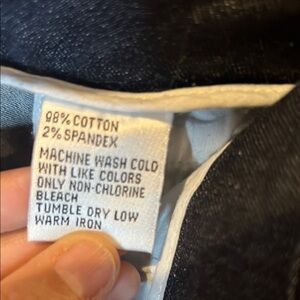 98% COTTON
2% SPANDEX
MACHINE WASH COLD
WITH LIKE COLORS
ONLY NON-CHLORINE
BLEACH
TUMBLE DRY LOW
WARM IRON